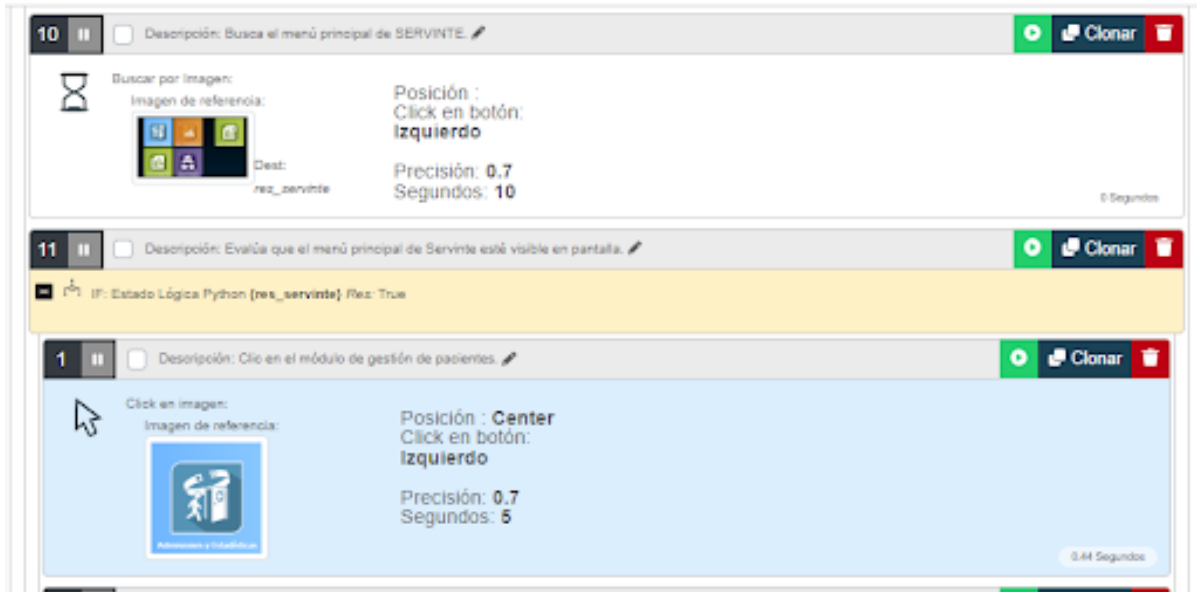 10 Descripción: Busca el menú principal de SERVINTE. Clonar
Buscar por Imagen:
Imagen de referencia:
Dest:
res_servinte
Posición :
Click en botón:
Izquierdo
Precisión: 0.7
Segundos: 10
0 Segundos
11 Descripción: Evalúa que el menú principal de Servinte esté visible en pantalla. Clonar
IF: Estado Lógica Python {res_servinte} Res: True
1 Descripción: Clic en el módulo de gestión de pacientes. Clonar
Click en imagen:
Imagen de referencia:
Admisiones y Estadísticas
Posición : Center
Click en botón:
Izquierdo
Precisión: 0.7
Segundos: 5
0.44 Segundos